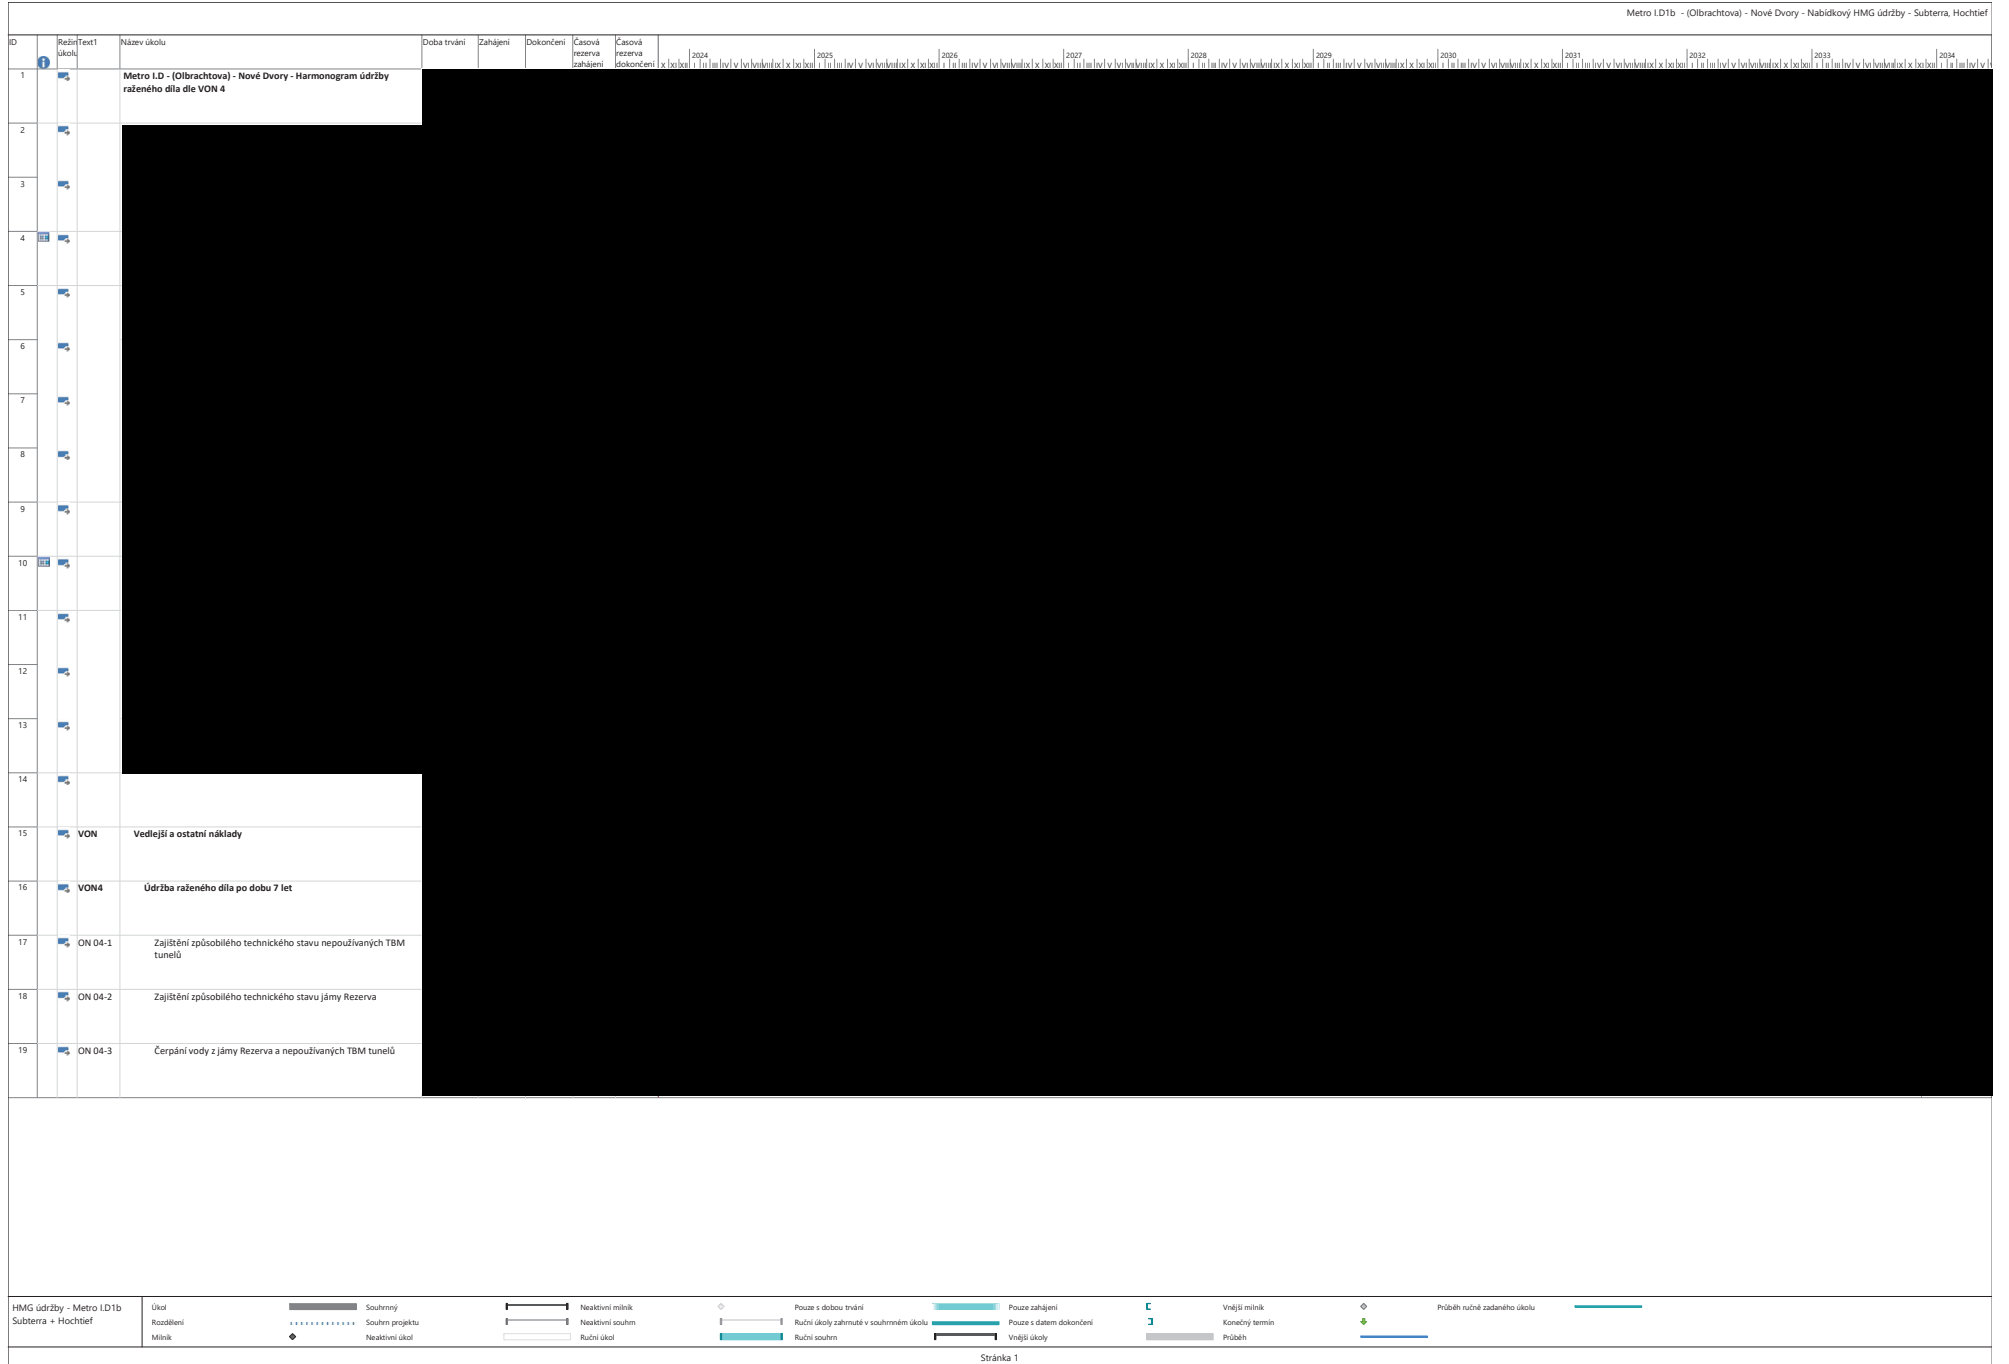 Metro I.D1b - (Olbrachtova) - Nové Dvory - Nabídkový HMG údržby - Subterra, Hochtief
ID Režim úkolu Text1 Název úkolu Doba trvání Zahájení Dokončení Časová rezerva zahájení Časová rezerva dokončení
2024 2025 2026 2027 2028 2029 2030 2031 2032 2033 2034
1 Metro I.D - (Olbrachtova) - Nové Dvory - Harmonogram údržby
raženého díla dle VON 4
2
3
4
5
6
7
8
9
10
11
12
13
14
15 VON Vedlejší a ostatní náklady
16 VON4 Údržba raženého díla po dobu 7 let
17 ON 04-1 Zajištění způsobilého technického stavu nepoužívaných TBM
tunelů
18 ON 04-2 Zajištění způsobilého technického stavu jámy Rezerva
19 ON 04-3 Čerpání vody z jámy Rezerva a nepoužívaných TBM tunelů
HMG údržby - Metro I.D1b
Subterra + Hochtief
Úkol Souhrnný Neaktivní milník Pouze s dobou trvání Pouze zahájení Vnější milník Průběh ručně zadaného úkolu
Rozdělení Souhrn projektu Neaktivní souhrn Ruční úkoly zahrnuté v souhrnném úkolu Pouze s datem dokončení Konečný termín
Milník Neaktivní úkol Ruční úkol Ruční souhrn Vnější úkoly Průběh
Stránka 1